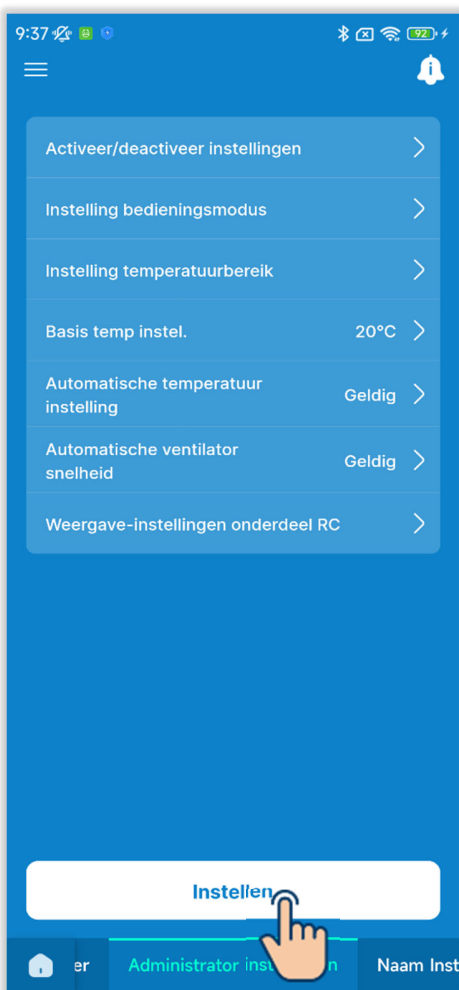 9:37
92
Activeer/deactiveer instellingen
Instelling bedieningsmodus
Instelling temperatuurbereik
Basis temp instel. 20°C
Automatische temperatuur
instelling
Geldig
Automatische ventilator
snelheid
Geldig
Weergave-instellingen onderdeel RC
Instellen
er Administrator Naam Inst